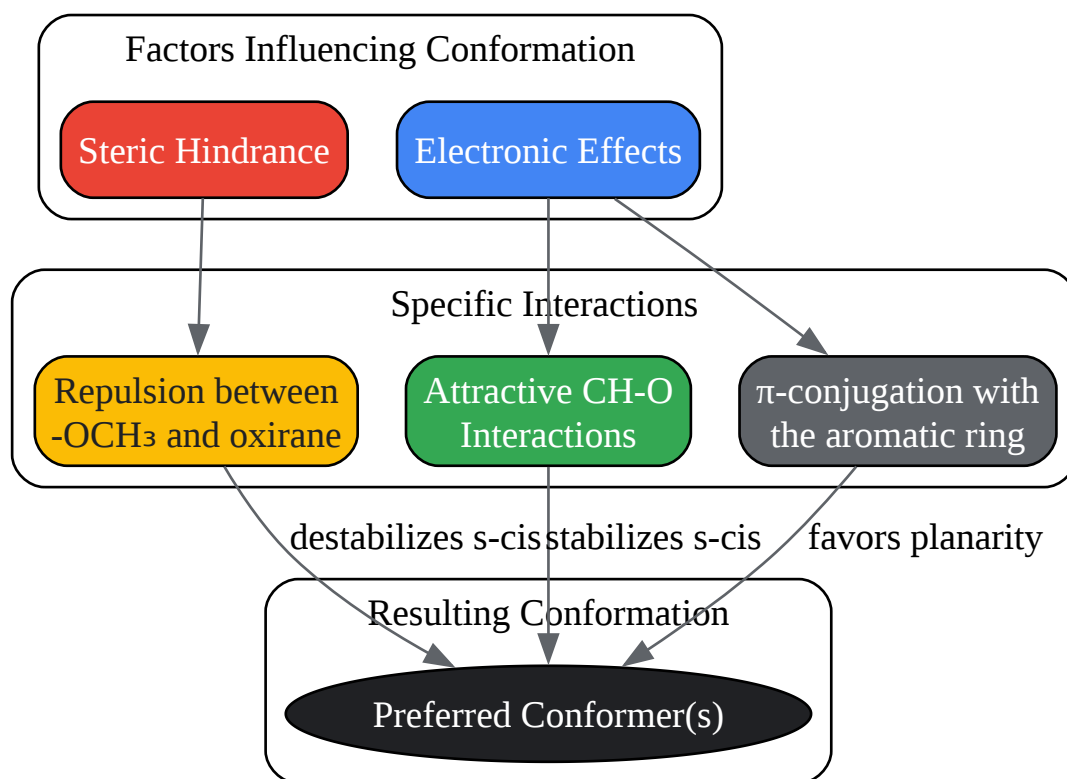 Factors Influencing Conformation
Steric Hindrance
Electronic Effects
Specific Interactions
Repulsion between
-OCH₃ and oxirane
Attractive CH-O
Interactions
π-conjugation with
the aromatic ring
destabilizes s-cis
stabilizes s-cis
favors planarity
Resulting Conformation
Preferred Conformer(s)